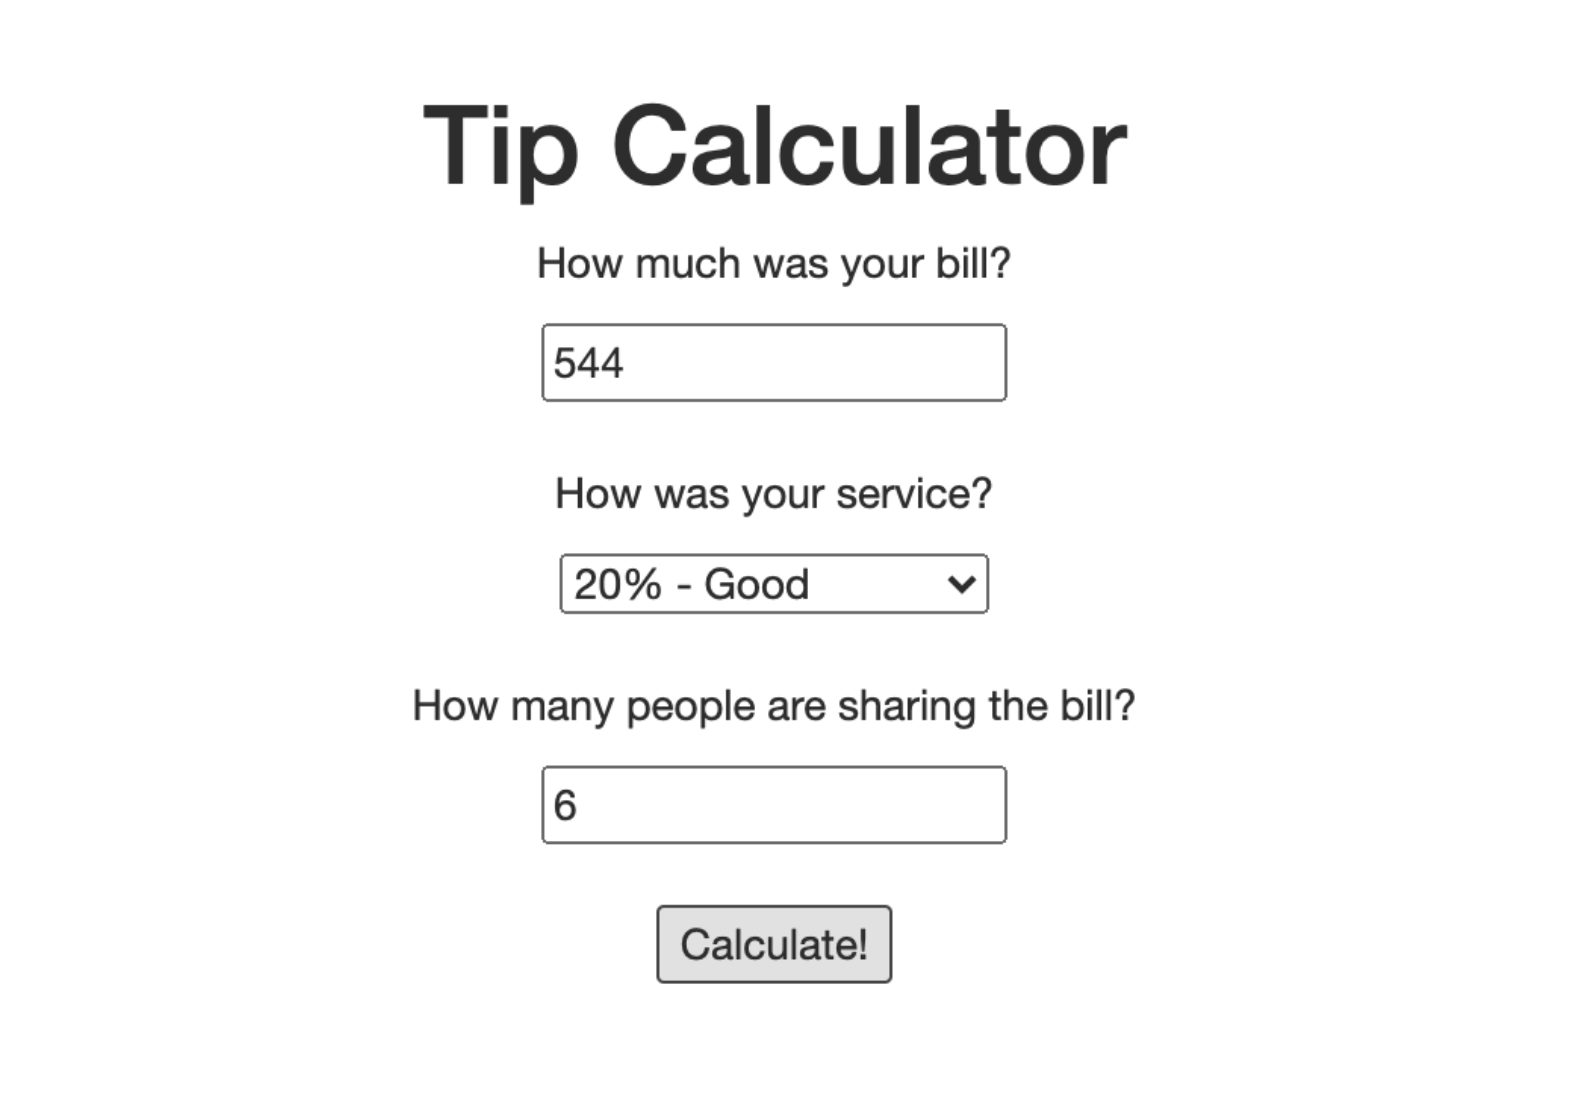 Tip Calculator
How much was your bill?
544
How was your service?
20% - Good
How many people are sharing the bill?
6
Calculate!